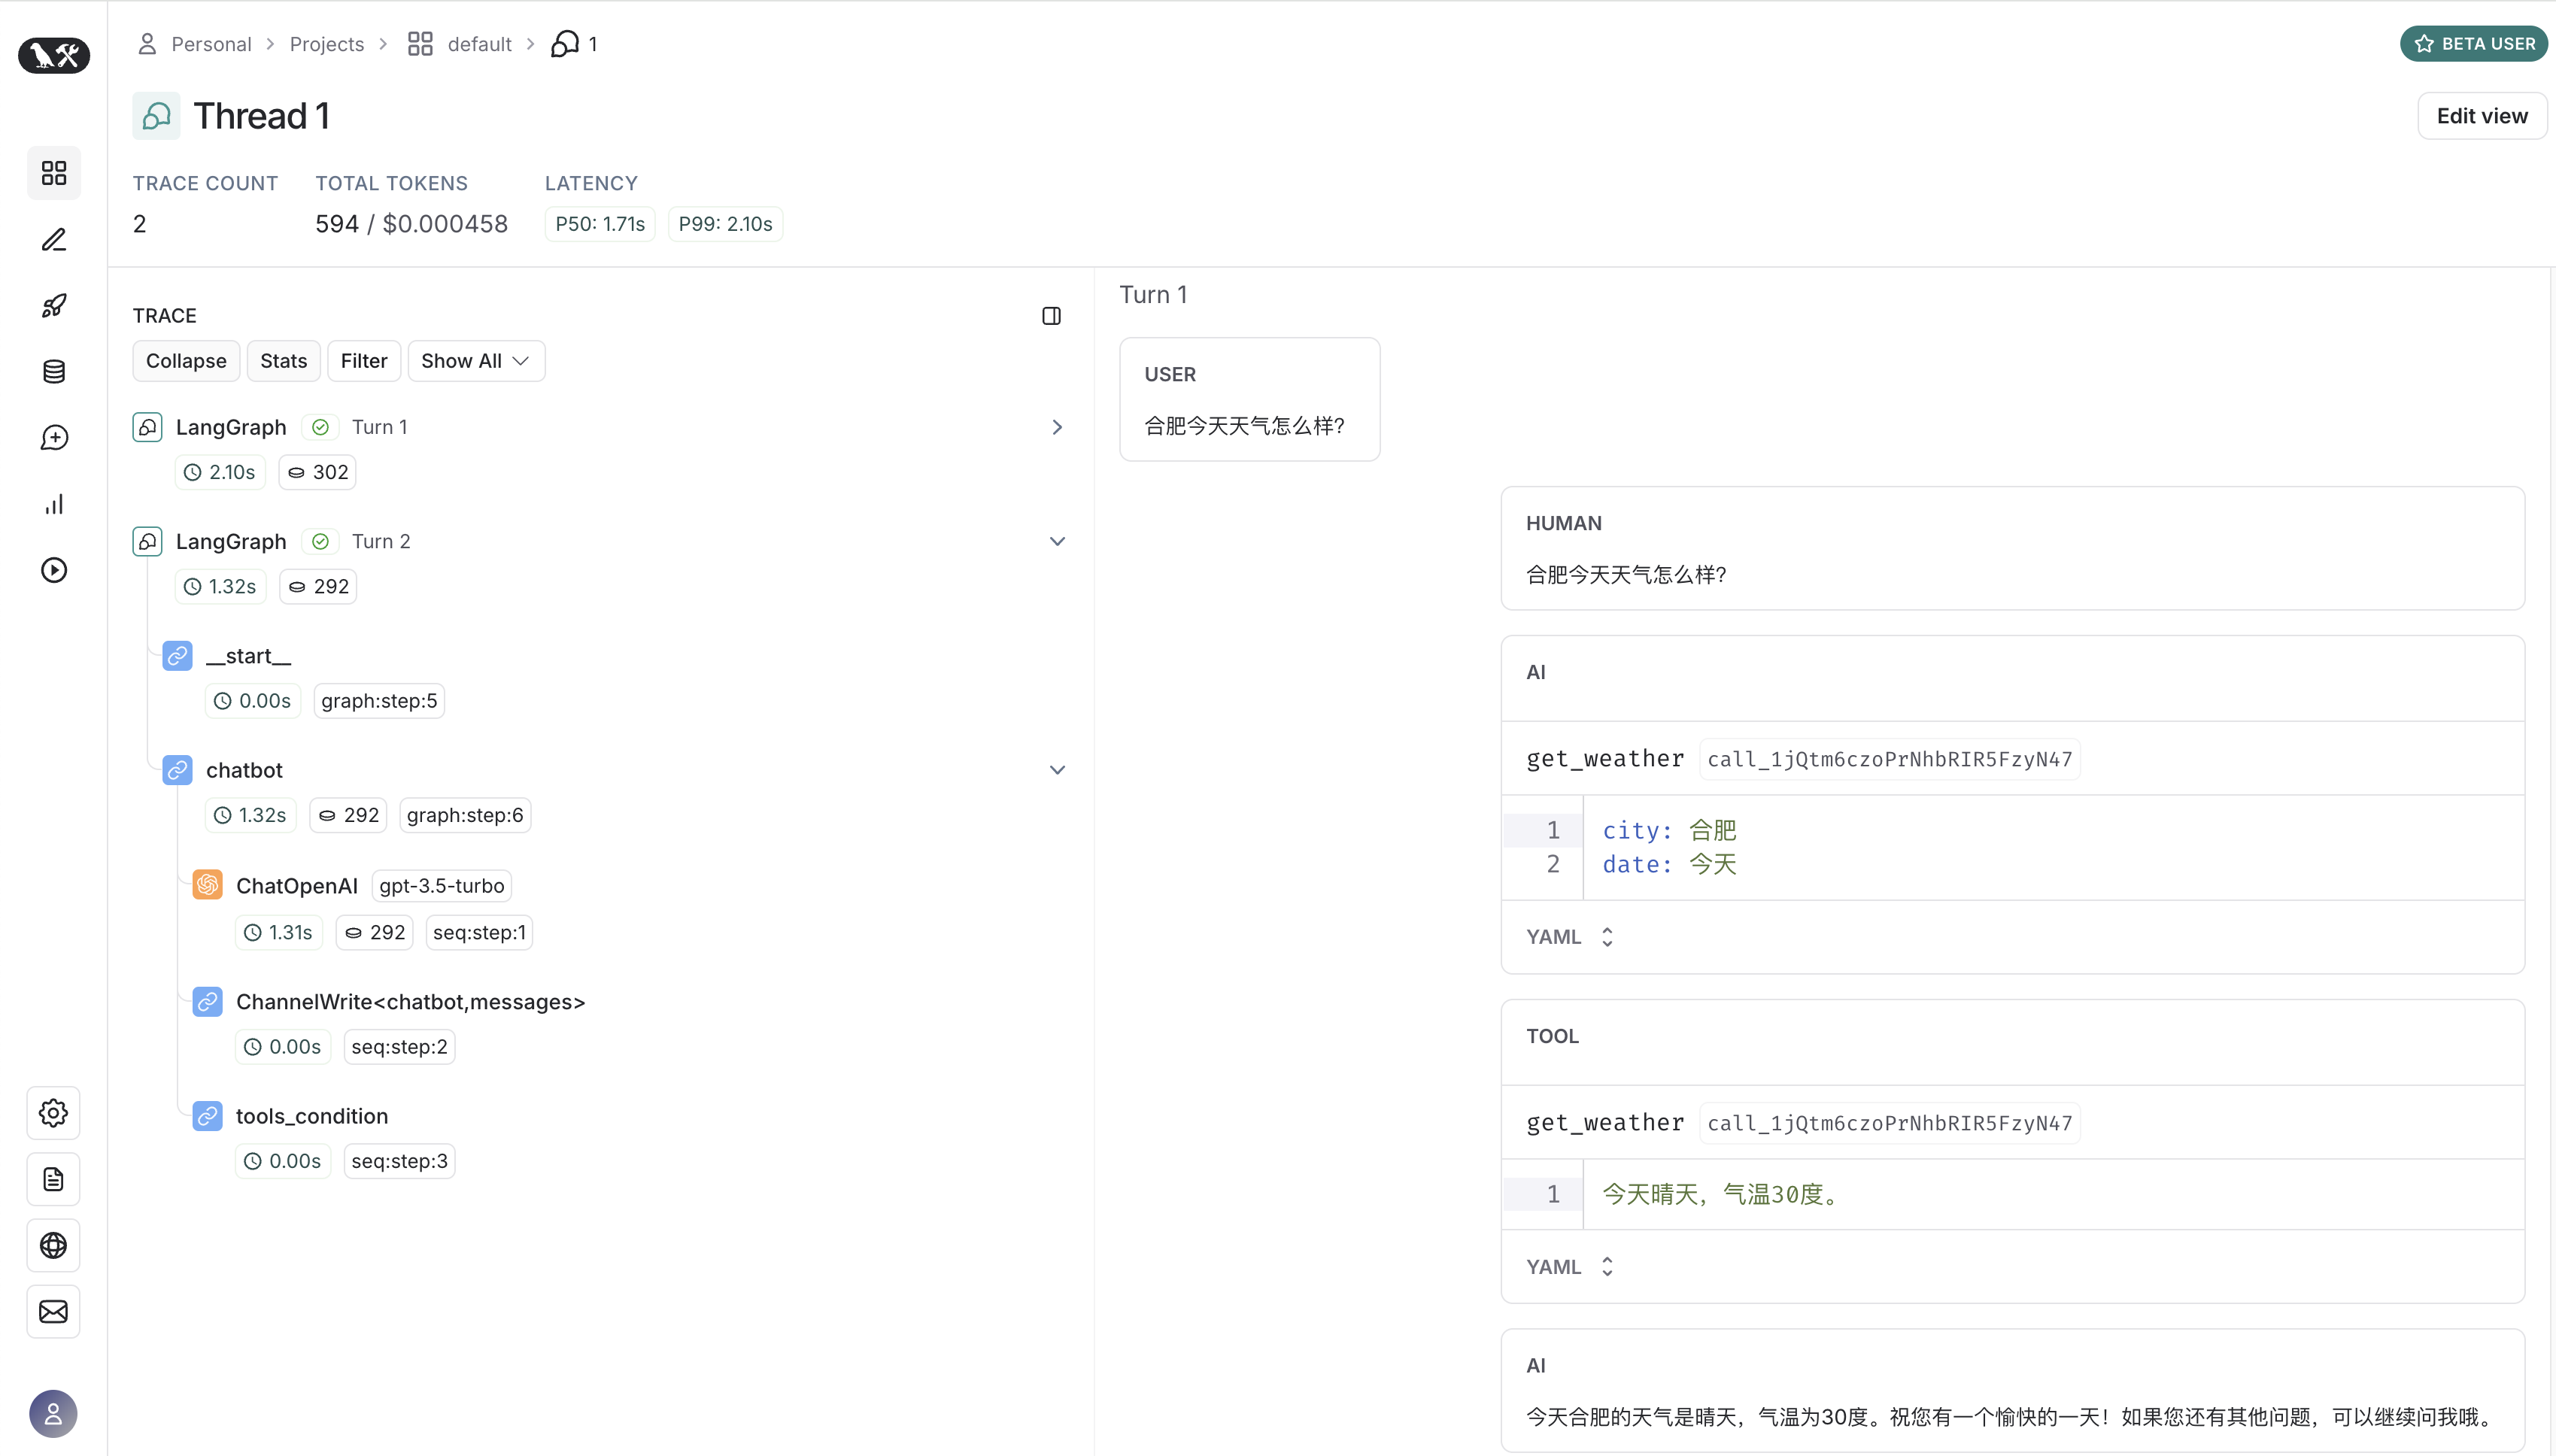 Personal > Projects > default > 1
BETA USER
Thread 1
Edit view
TRACE COUNT
2
TOTAL TOKENS
594 / $0.000458
LATENCY
P50: 1.71s P99: 2.10s
TRACE
Collapse Stats Filter Show All
LangGraph Turn 1
2.10s 302
LangGraph Turn 2
1.32s 292
__start__
0.00s graph:step:5
chatbot
1.32s 292 graph:step:6
ChatOpenAI gpt-3.5-turbo
1.31s 292 seq:step:1
ChannelWrite<chatbot,messages>
0.00s seq:step:2
tools_condition
0.00s seq:step:3
Turn 1
USER
合肥今天天气怎么样?
HUMAN
合肥今天天气怎么样?
AI
get_weather call_1jQtm6czoPrNhbRIR5FzyN47
1 city: 合肥
2 date: 今天
YAML
TOOL
get_weather call_1jQtm6czoPrNhbRIR5FzyN47
1 今天晴天，气温30度。
YAML
AI
今天合肥的天气是晴天，气温为30度。祝您有一个愉快的一天！如果您还有其他问题，可以继续问我哦。